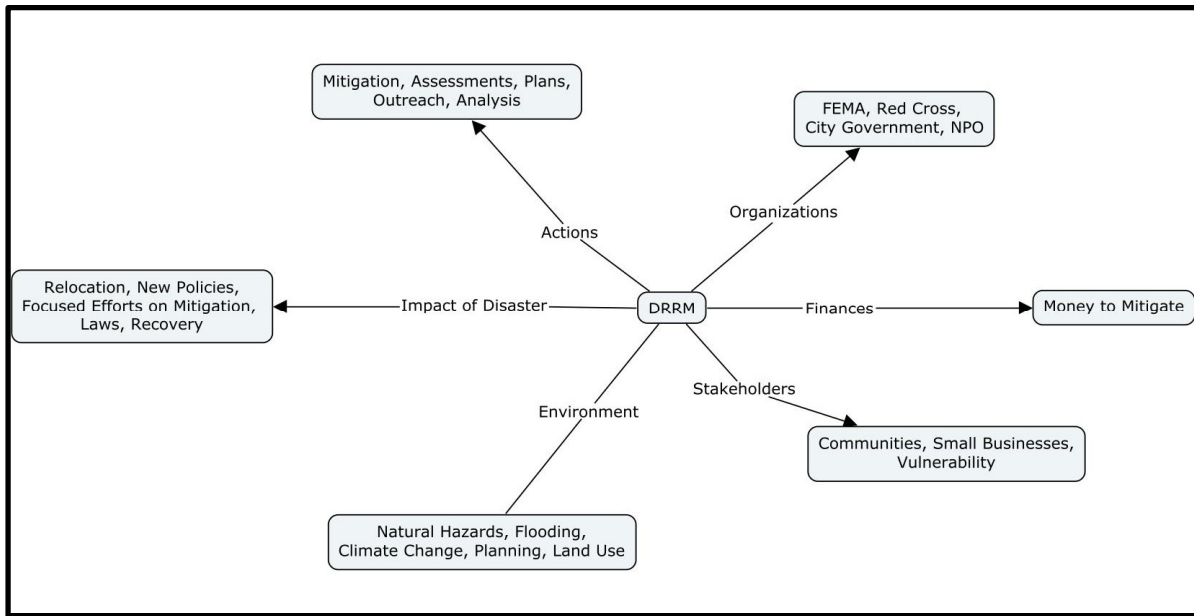 Mitigation, Assessments, Plans,
Outreach, Analysis
FEMA, Red Cross,
City Government, NPO
Organizations
Actions
Relocation, New Policies,
Focused Efforts on Mitigation,
Laws, Recovery
Impact of Disaster
DRRM
Finances
Money to Mitigate
Stakeholders
Environment
Communities, Small Businesses,
Vulnerability
Natural Hazards, Flooding,
Climate Change, Planning, Land Use